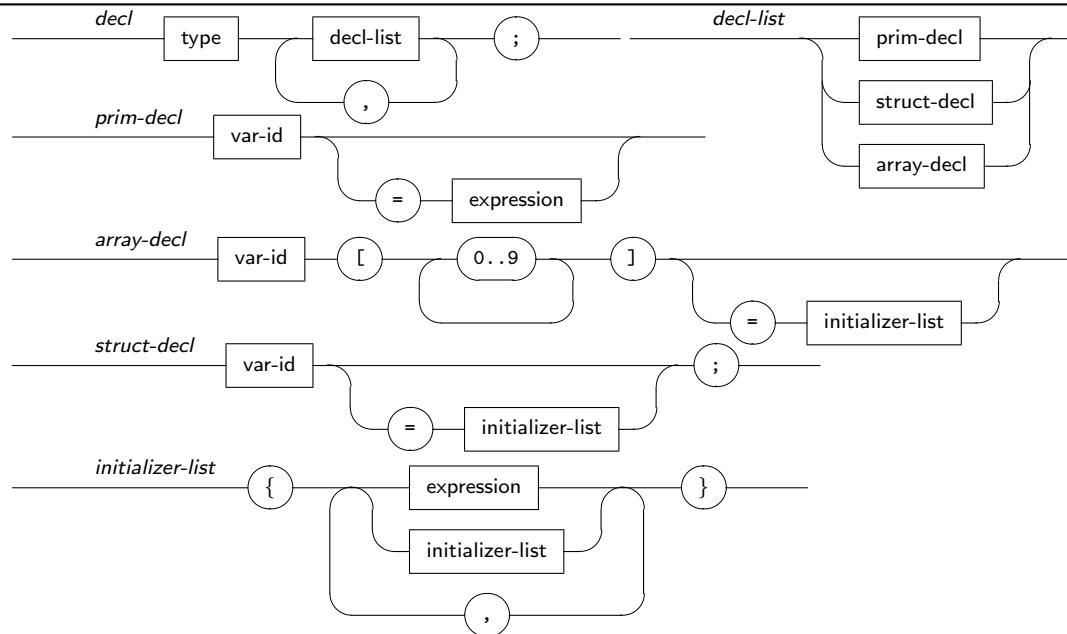 decl decl-list
type decl-list ; prim-decl
, struct-decl
prim-decl
var-id array-decl
= expression
array-decl
var-id [ 0..9 ]
= initializer-list
struct-decl
var-id ;
= initializer-list
initializer-list
{ expression }
initializer-list
,